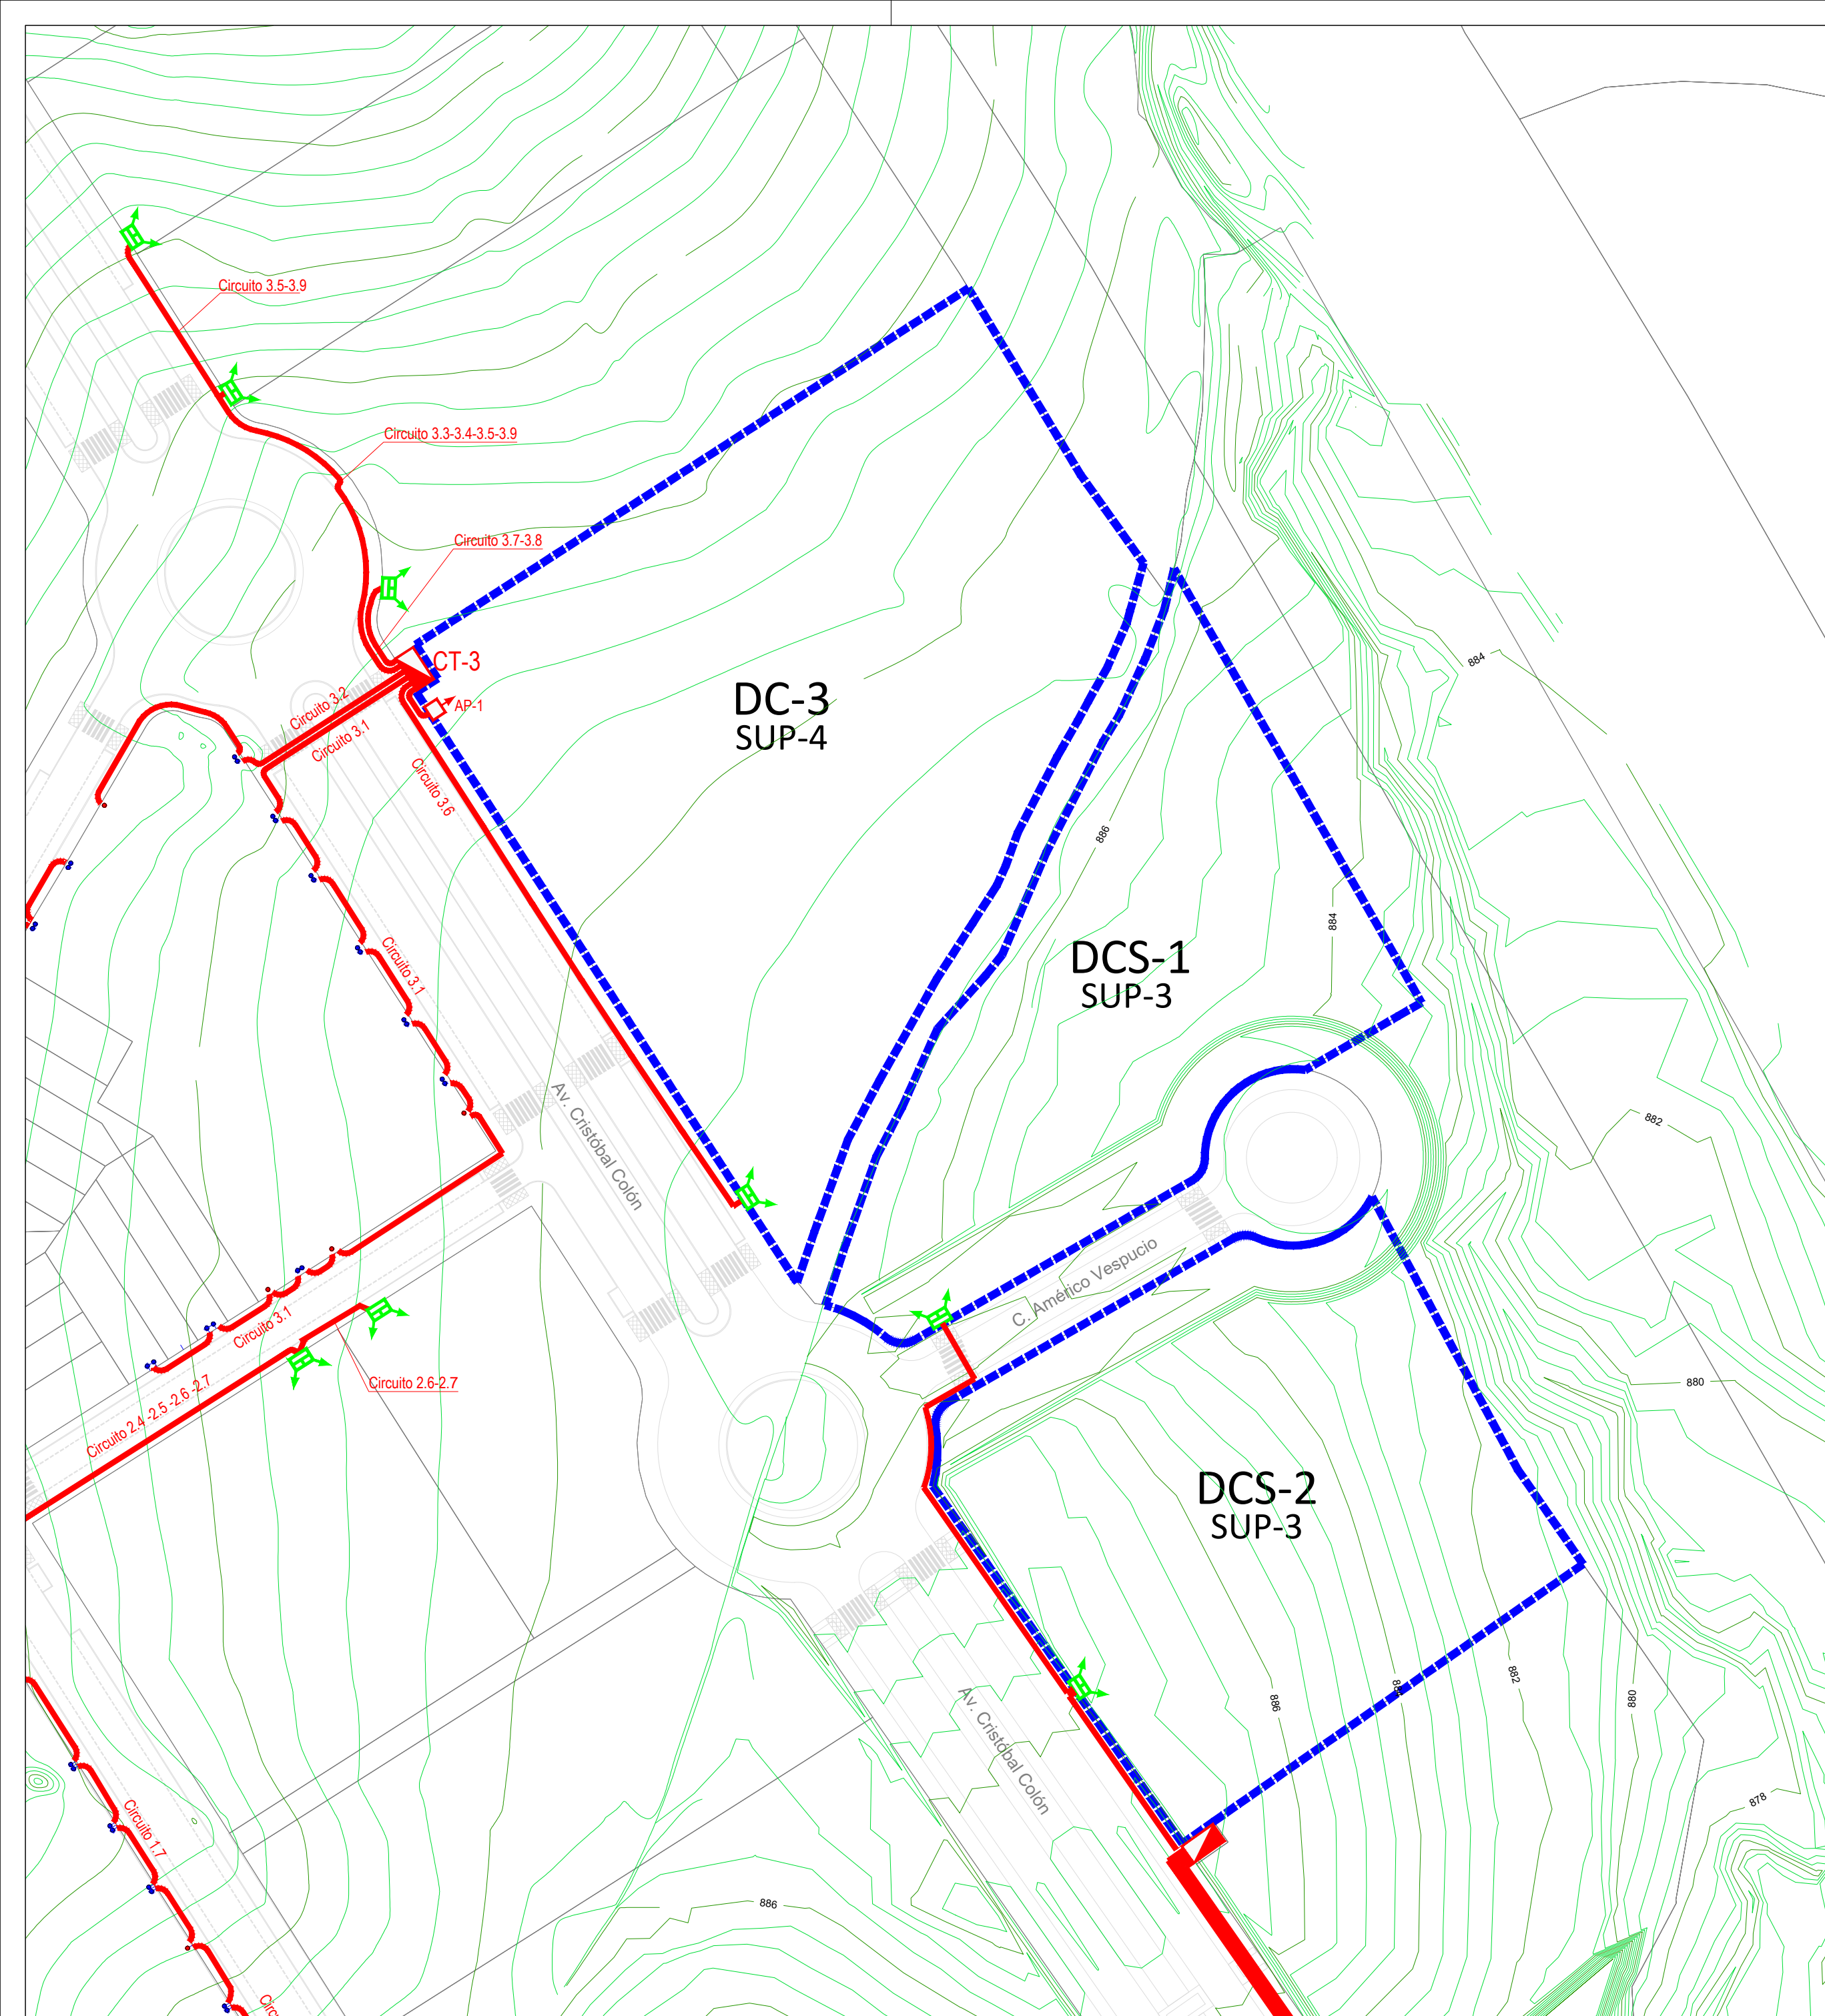 Circuito 3.5-3.9
Circuito 3.3-3.4-3.5-3.9
Circuito 3.7-3.8
CT-3
AP-1
Circuito 3.2
Circuito 3.1
Circuito 3.6
DC-3
SUP-4
884
886
884
DCS-1
SUP-3
Circuito 3.1
Av. Cristóbal Colón
882
C. Américo Vespucio
Circuito 3.1
Circuito 2.6-2.7
Circuito 2.4 -2.5 -2.6 -2.7
880
DCS-2
SUP-3
886
882
880
Av. Cristóbal Colón
878
Circuito 1.7
886